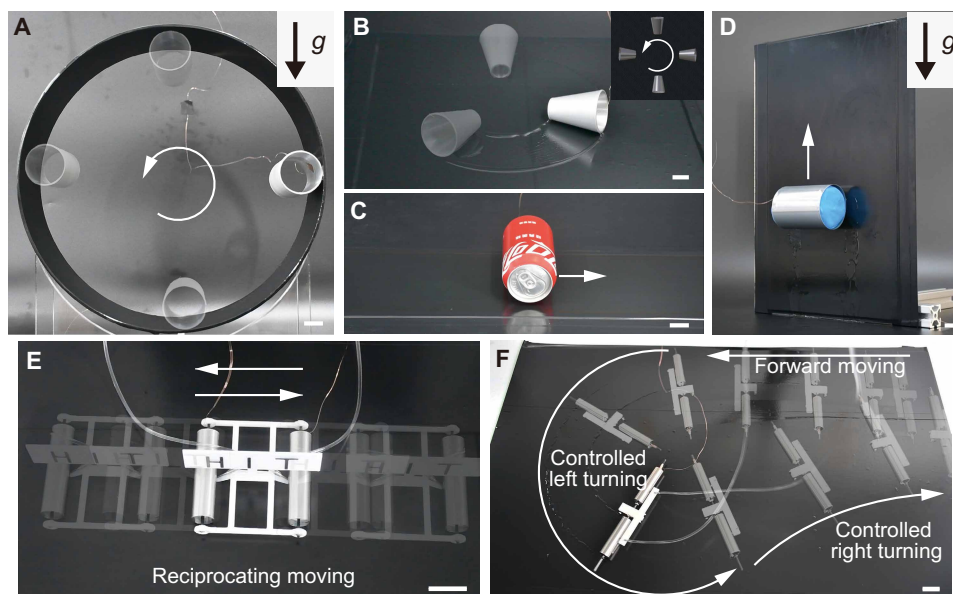 A
g
B
C
D
g
E
Reciprocating moving
F
Forward moving
Controlled
left turning
Controlled
right turning